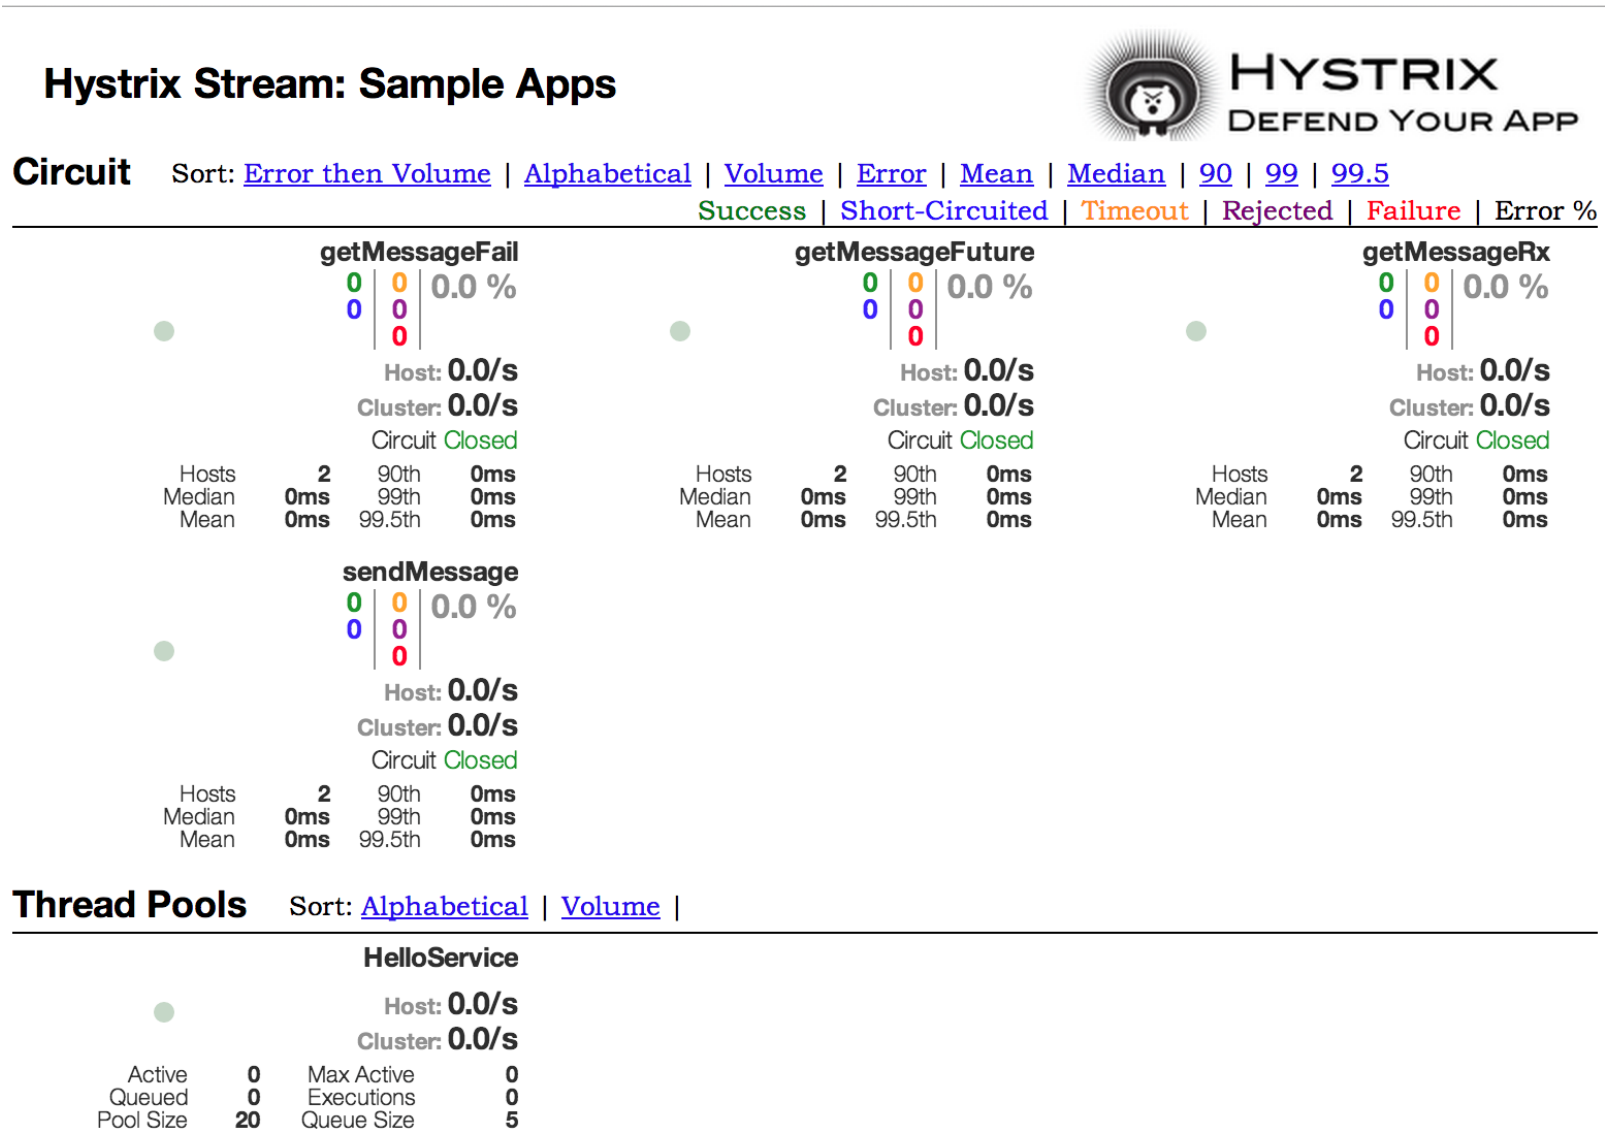 Hystrix Stream: Sample Apps
HYSTRIX
DEFEND YOUR APP
Circuit Sort: Error then Volume | Alphabetical | Volume | Error | Mean | Median | 90 | 99 | 99.5
Success | Short-Circuited | Timeout | Rejected | Failure | Error %
getMessageFail
0 0 0.0 %
0 0
0
Host: 0.0/s
Cluster: 0.0/s
Circuit Closed
Hosts 2 90th 0ms
Median 0ms 99th 0ms
Mean 0ms 99.5th 0ms
getMessageFuture
0 0 0.0 %
0 0
0
Host: 0.0/s
Cluster: 0.0/s
Circuit Closed
Hosts 2 90th 0ms
Median 0ms 99th 0ms
Mean 0ms 99.5th 0ms
getMessageRx
0 0 0.0 %
0 0
0
Host: 0.0/s
Cluster: 0.0/s
Circuit Closed
Hosts 2 90th 0ms
Median 0ms 99th 0ms
Mean 0ms 99.5th 0ms
sendMessage
0 0 0.0 %
0 0
0
Host: 0.0/s
Cluster: 0.0/s
Circuit Closed
Hosts 2 90th 0ms
Median 0ms 99th 0ms
Mean 0ms 99.5th 0ms
Thread Pools Sort: Alphabetical | Volume |
HelloService
Host: 0.0/s
Cluster: 0.0/s
Active 0 Max Active 0
Queued 0 Executions 0
Pool Size 20 Queue Size 5